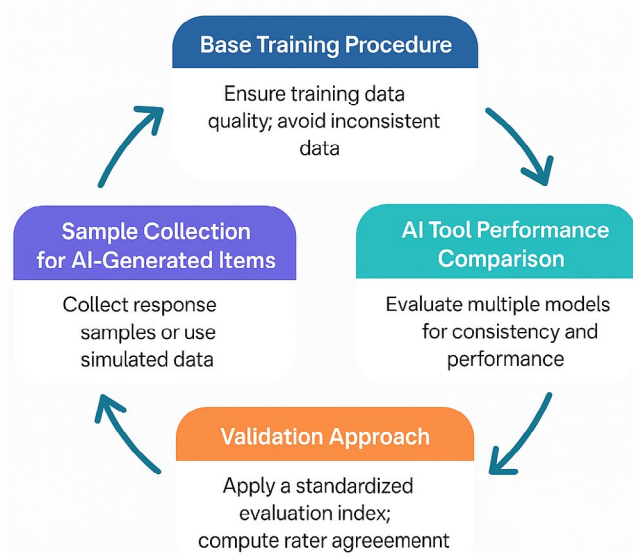 Base Training Procedure
Ensure training data
quality; avoid inconsistent
data
Sample Collection
for AI-Generated Items
Collect response
samples or use
simulated data
AI Tool Performance
Comparison
Evaluate multiple models
for consistency and
performance
Validation Approach
Apply a standardized
evaluation index;
compute rater agreeemennt